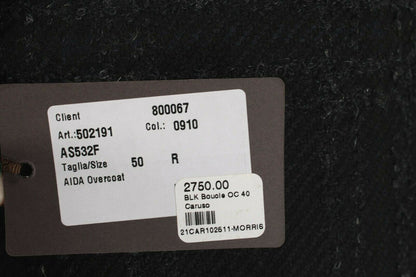 Client 800067
Art.:502191 Col.: 0910
AS532F
Taglia/Size 50 R
AIDA Overcoat
2750.00
BLK Boucle OC 40
Caruso
21CAR102611-MORRIS